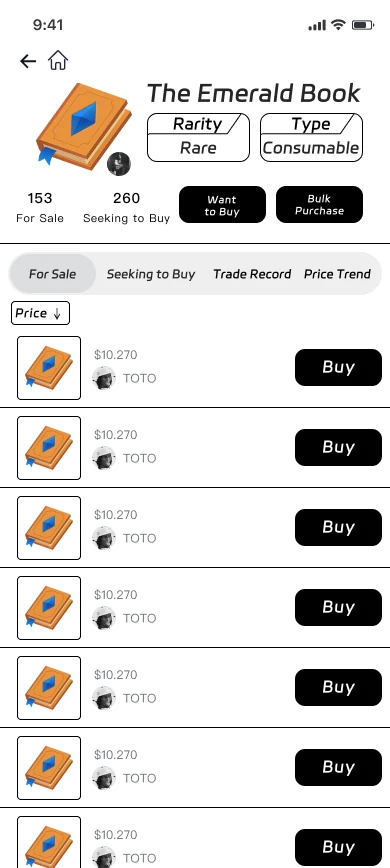 9:41
The Emerald Book
Rarity Type
Rare Consumable
153 260 Want to Buy Bulk Purchase
For Sale Seeking to Buy
For Sale Seeking to Buy Trade Record Price Trend
Price ↓
$10.270
TOTO
Buy
$10.270
TOTO
Buy
$10.270
TOTO
Buy
$10.270
TOTO
Buy
$10.270
TOTO
Buy
$10.270
TOTO
Buy
$10.270
TOTO
Buy